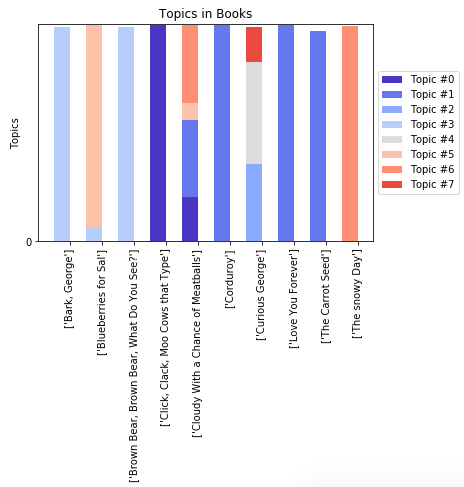 Topics in Books
Topics
0
['Bark, George']
['Blueberries for Sal']
['Brown Bear, Brown Bear, What Do You See?']
['Click, Clack, Moo Cows that Type']
['Cloudy With a Chance of Meatballs']
['Corduroy']
['Curious George']
['Love You Forever']
['The Carrot Seed']
['The snowy Day']
Topic #0
Topic #1
Topic #2
Topic #3
Topic #4
Topic #5
Topic #6
Topic #7